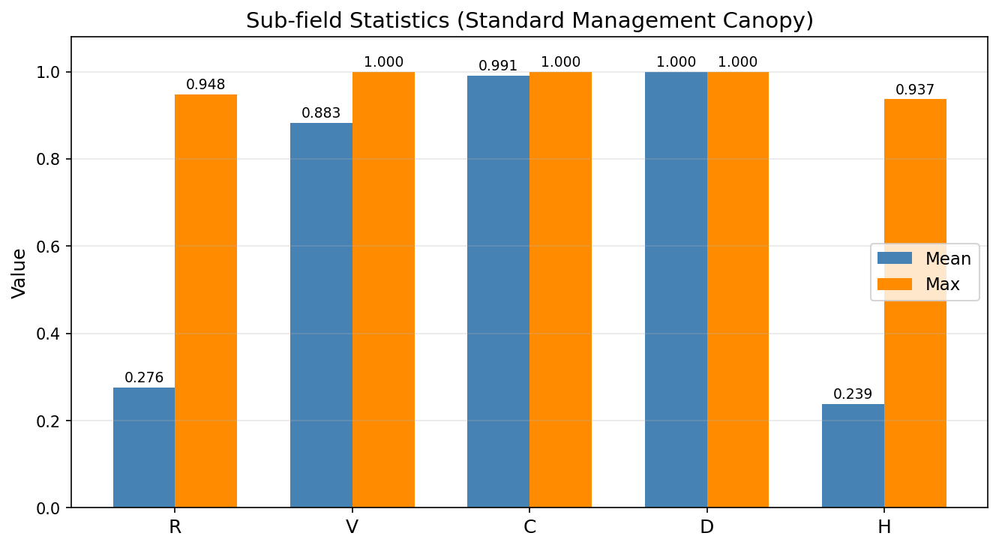 Sub-field Statistics (Standard Management Canopy)
Value
1.0
0.8
0.6
0.4
0.2
0.0
0.276
0.948
0.883
1.000
0.991
1.000
1.000
1.000
0.239
0.937
Mean
Max
R
V
C
D
H